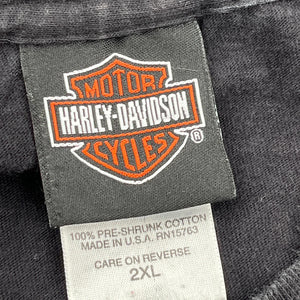 MOTOR
HARLEY-DAVIDSON
CYCLES
®
100% PRE-SHRUNK COTTON
MADE IN U.S.A. RN15763
CARE ON REVERSE
2XL